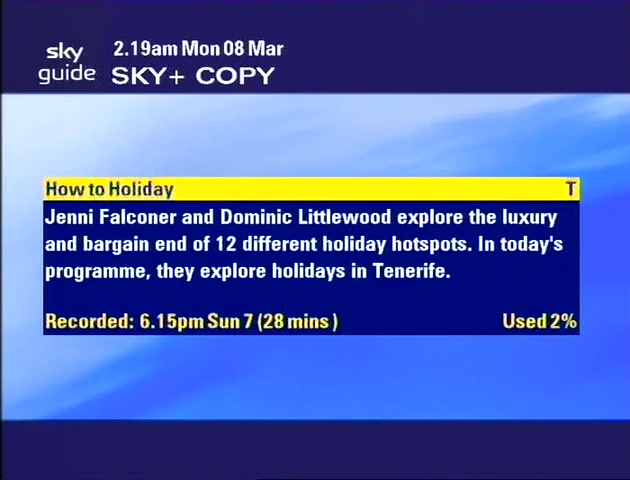 sky
guide
2.19am Mon 08 Mar
SKY+ COPY
How to Holiday T
Jenni Falconer and Dominic Littlewood explore the luxury
and bargain end of 12 different holiday hotspots. In today's
programme, they explore holidays in Tenerife.
Recorded: 6.15pm Sun 7 (28 mins) Used 2%